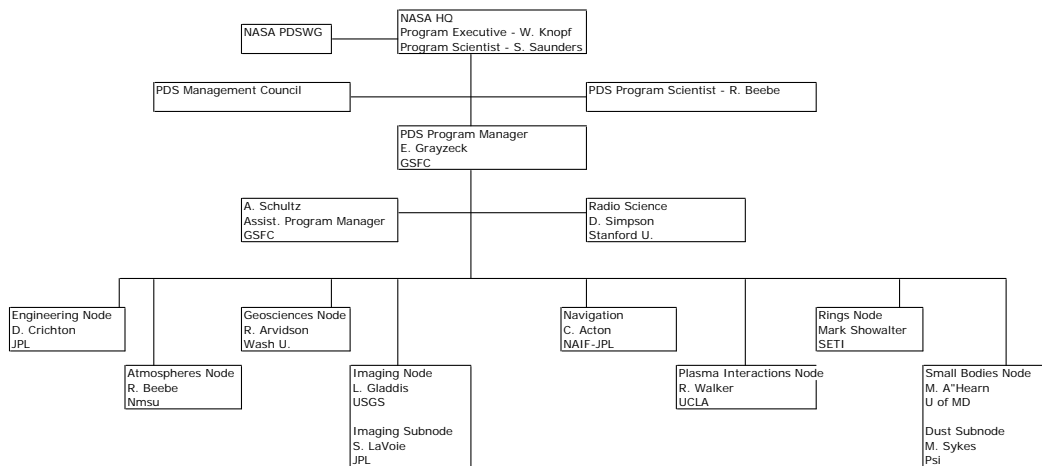 NASA HQ
Program Executive - W. Knopf
Program Scientist - S. Saunders
NASA PDSWG
PDS Management Council
PDS Program Scientist - R. Beebe
PDS Program Manager
E. Grayzeck
GSFC
A. Schultz
Assist. Program Manager
GSFC
Radio Science
D. Simpson
Stanford U.
Engineering Node
D. Crichton
JPL
Geosciences Node
R. Arvidson
Wash U.
Navigation
C. Acton
NAIF-JPL
Rings Node
Mark Showalter
SETI
Atmospheres Node
R. Beebe
Nmsu
Imaging Node
L. Gladdis
USGS
Imaging Subnode
S. LaVoie
JPL
Plasma Interactions Node
R. Walker
UCLA
Small Bodies Node
M. A"Hearn
U of MD
Dust Subnode
M. Sykes
Psi